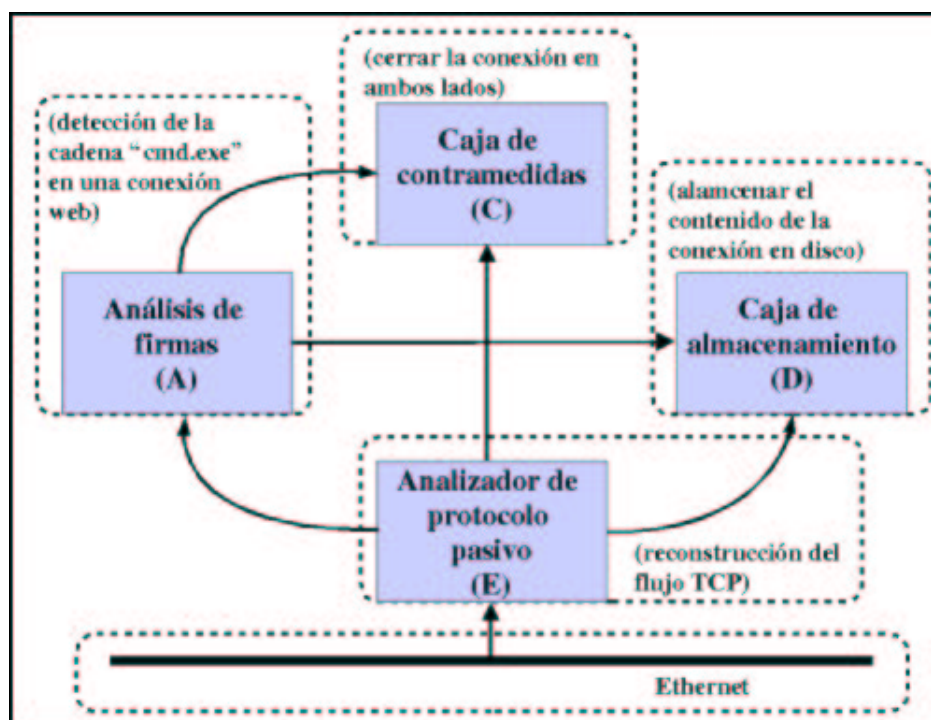 (cerrar la conexión en
ambos lados)
(detección de la
cadena “cmd.exe”
en una conexión
web)
Caja de
contramedidas
(C)
(alamcenar el
contenido de la
conexión en disco)
Análisis de
firmas
(A)
Caja de
almacenamiento
(D)
Analizador de
protocolo
pasivo
(E)
(reconstrucción del
flujo TCP)
Ethernet